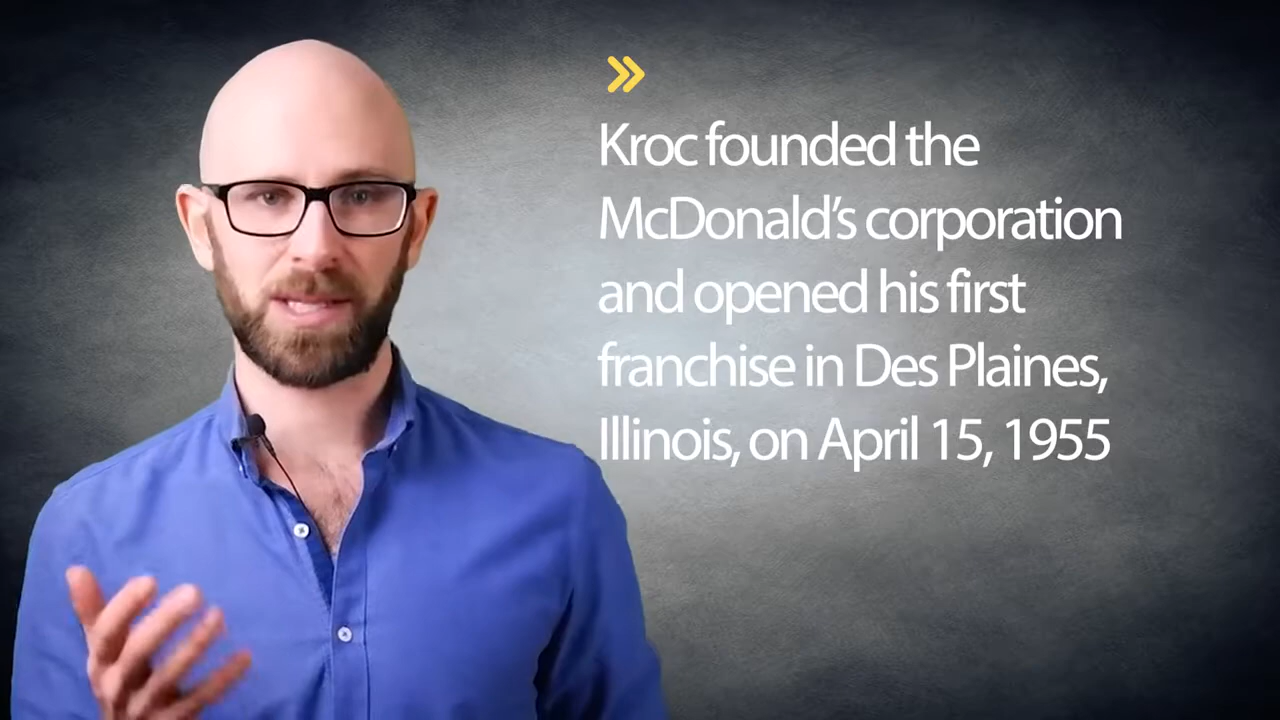 Kroc founded the
McDonald’s corporation
and opened his first
franchise in Des Plaines,
Illinois, on April 15, 1955